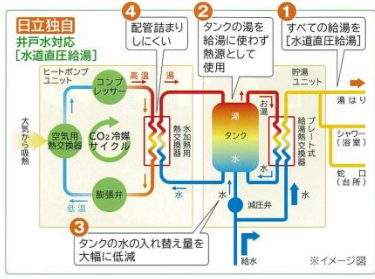 日立独自
井戸水対応
[水道直圧給湯]
4
配管詰まり
しにくい
2
タンクの湯を
給湯に使わず
熱源として
使用
1
すべての給湯を
[水道直圧給湯]
ヒートポンプ
ユニット
コンプ
レッサー
高温
湯
貯湯
ユニット
湯はり
大気から
吸熱
空気用
熱交換器
CO2冷媒
サイクル
水加熱用
熱交換器
湯
タンク
水
お湯
プレート式
給湯熱交換器
シャワー
(浴室)
蛇口
(台所)
膨張弁
低温
水
水
水
減圧弁
水
3
タンクの水の入れ替え量を
大幅に低減
給水
※イメージ図